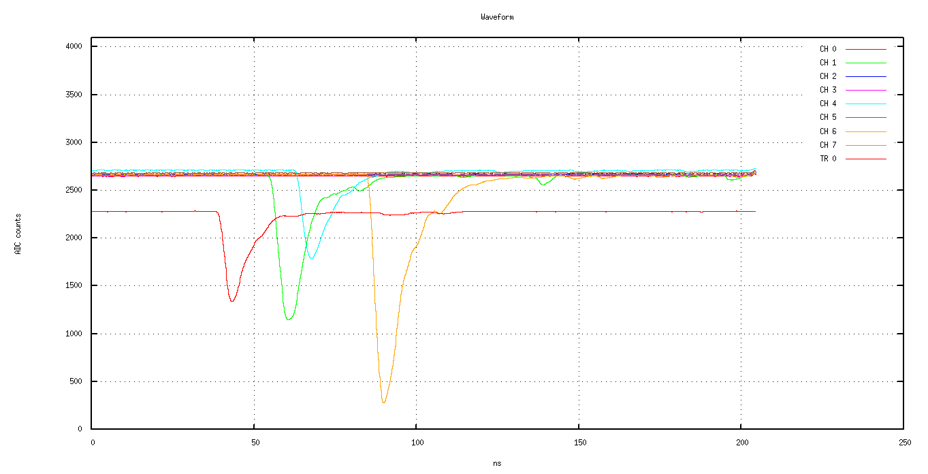 Waveform
4000
3500
3000
2500
2000
1500
1000
500
0
ADC counts
0
50
100
150
200
250
ns
CH 0
CH 1
CH 2
CH 3
CH 4
CH 5
CH 6
CH 7
TR 0